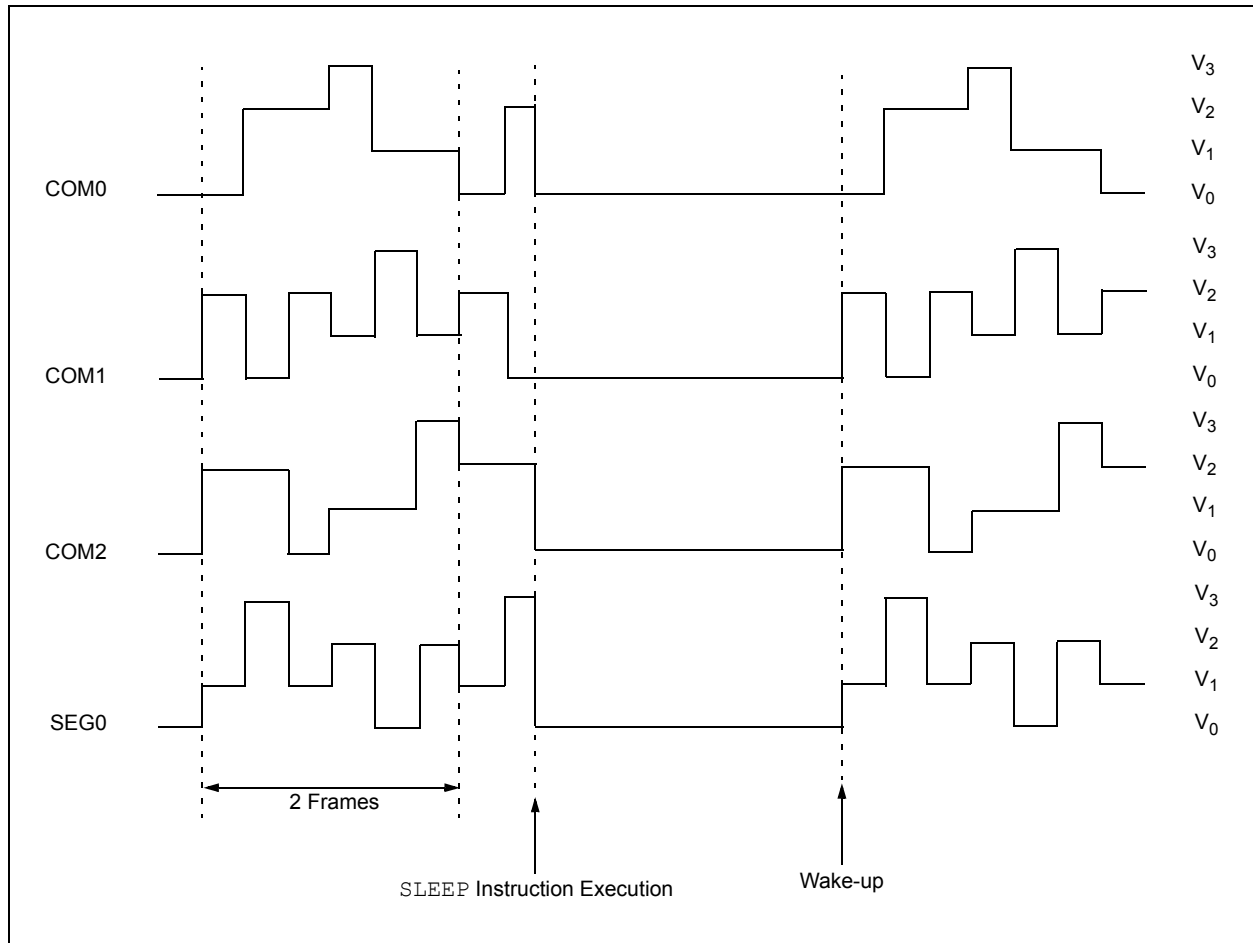 V3
V2
V1
COM0
V0
V3
V2
V1
COM1
V0
V3
V2
V1
COM2
V0
V3
V2
V1
SEG0
V0
2 Frames
SLEEP Instruction Execution
Wake-up